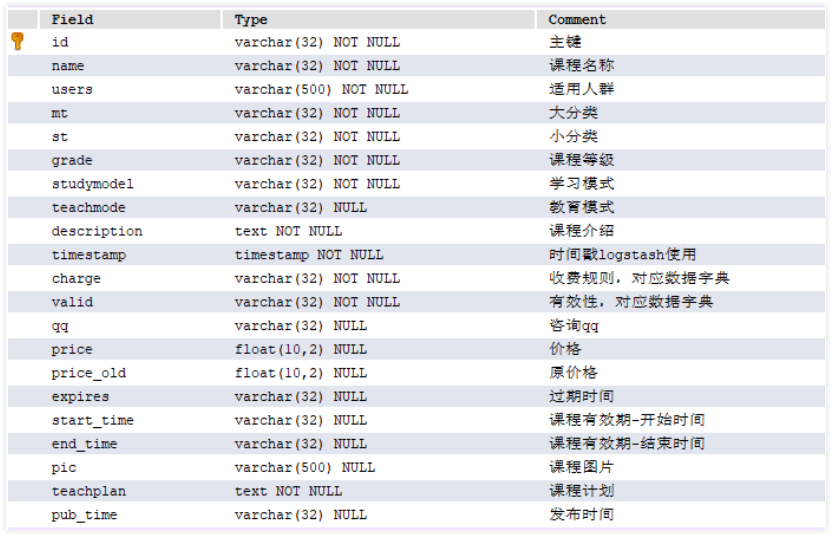 Field Type Comment
id varchar(32) NOT NULL 主键
name varchar(32) NOT NULL 课程名称
users varchar(500) NOT NULL 适用人群
mt varchar(32) NOT NULL 大分类
st varchar(32) NOT NULL 小分类
grade varchar(32) NOT NULL 课程等级
studymodel varchar(32) NOT NULL 学习模式
teachmode varchar(32) NULL 教育模式
description text NOT NULL 课程介绍
timestamp timestamp NOT NULL 时间戳logstash使用
charge varchar(32) NOT NULL 收费规则，对应数据字典
valid varchar(32) NOT NULL 有效性，对应数据字典
qq varchar(32) NULL 咨询qq
price float(10,2) NULL 价格
price_old float(10,2) NULL 原价格
expires varchar(32) NULL 过期时间
start_time varchar(32) NULL 课程有效期-开始时间
end_time varchar(32) NULL 课程有效期-结束时间
pic varchar(500) NULL 课程图片
teachplan text NOT NULL 课程计划
pub_time varchar(32) NULL 发布时间